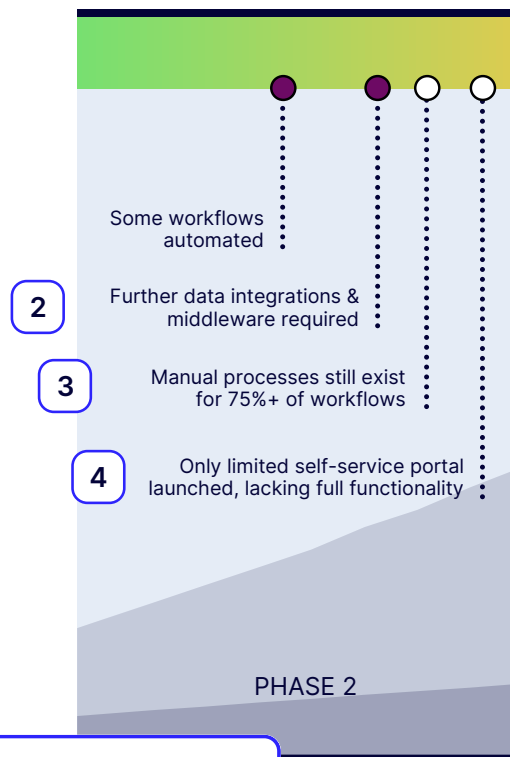 Some workflows
automated
2
Further data integrations &
middleware required
3
Manual processes still exist
for 75%+ of workflows
4
Only limited self-service portal
launched, lacking full functionality
PHASE 2